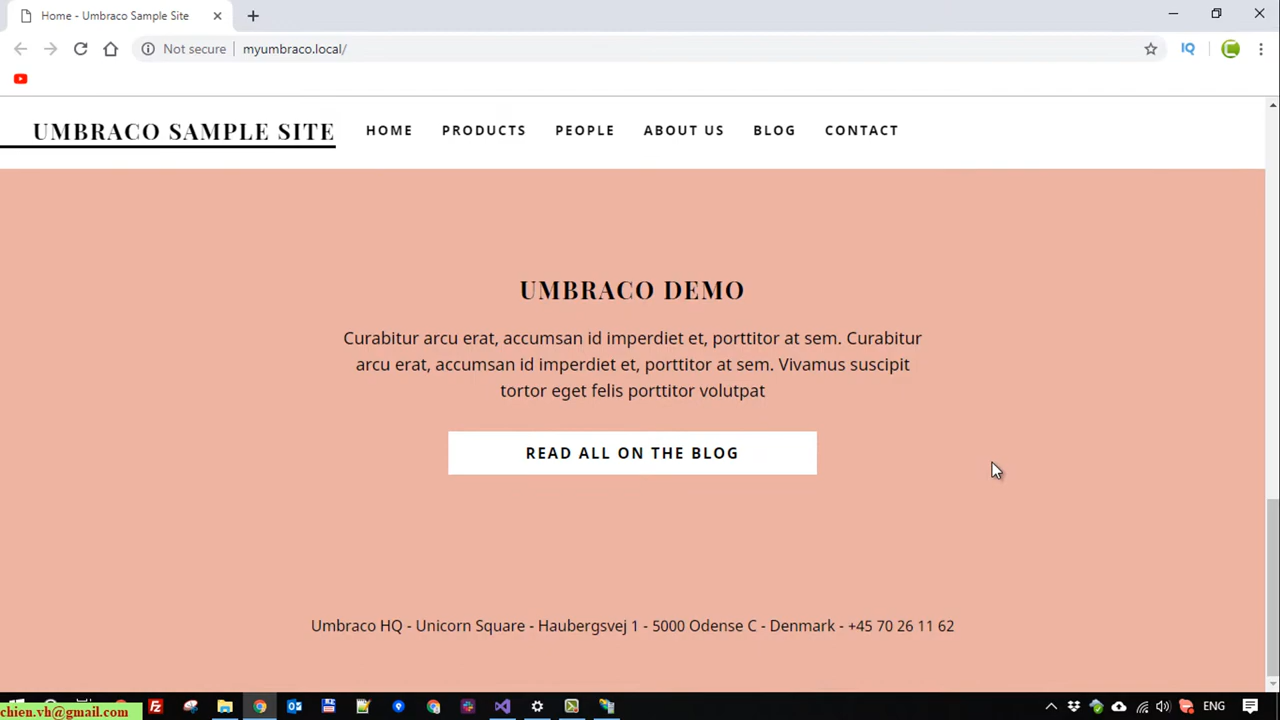 Home - Umbraco Sample Site
Not secure
myumbraco.local/
IQ
UMBRACO SAMPLE SITE
HOME
PRODUCTS
PEOPLE
ABOUT US
BLOG
CONTACT
UMBRACO DEMO
Curabitur arcu erat, accumsan id imperdiet et, porttitor at sem. Curabitur
arcu erat, accumsan id imperdiet et, porttitor at sem. Vivamus suscipit
tortor eget felis porttitor volutpat
READ ALL ON THE BLOG
Umbraco HQ - Unicorn Square - Haubergsvej 1 - 5000 Odense C - Denmark - +45 70 26 11 62
chien.vh@gmail.com
ENG